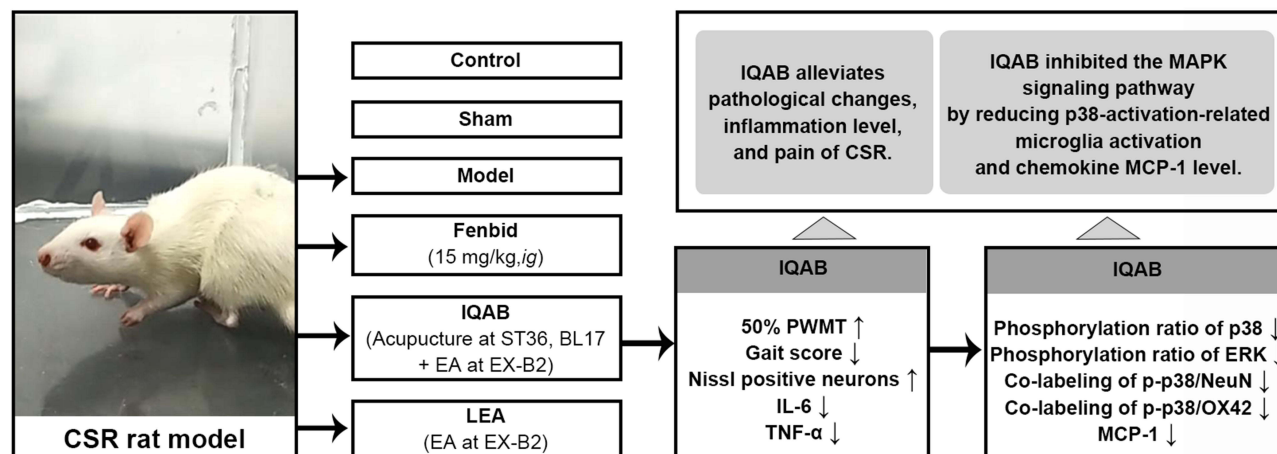 CSR rat model
Control
Sham
Model
Fenbid
(15 mg/kg,ig)
IQAB
(Acupucture at ST36, BL17
+ EA at EX-B2)
LEA
(EA at EX-B2)
IQAB alleviates
pathological changes,
inflammation level,
and pain of CSR.
IQAB inhibited the MAPK
signaling pathway
by reducing p38-activation-related
microglia activation
and chemokine MCP-1 level.
IQAB
50% PWMT ↑
Gait score ↓
Nissl positive neurons ↑
IL-6 ↓
TNF-α ↓
IQAB
Phosphorylation ratio of p38 ↓
Phosphorylation ratio of ERK ↓
Co-labeling of p-p38/NeuN ↓
Co-labeling of p-p38/OX42 ↓
MCP-1 ↓